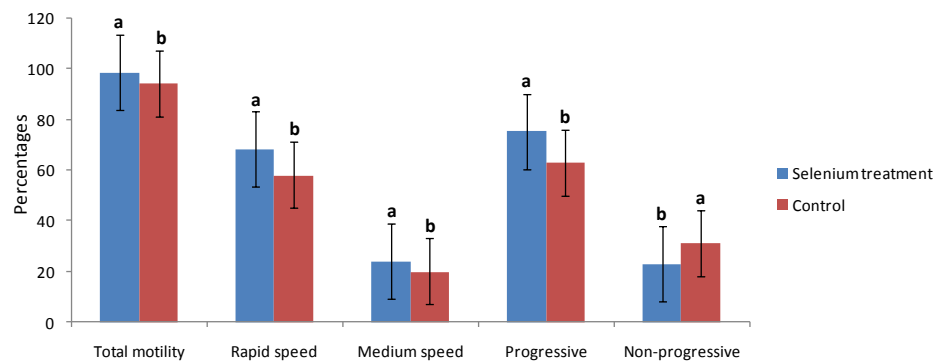 120
100
80
60
40
20
0
Percentages
a b
a b
a b
a b
b a
Total motility Rapid speed Medium speed Progressive Non-progressive
Selenium treatment
Control